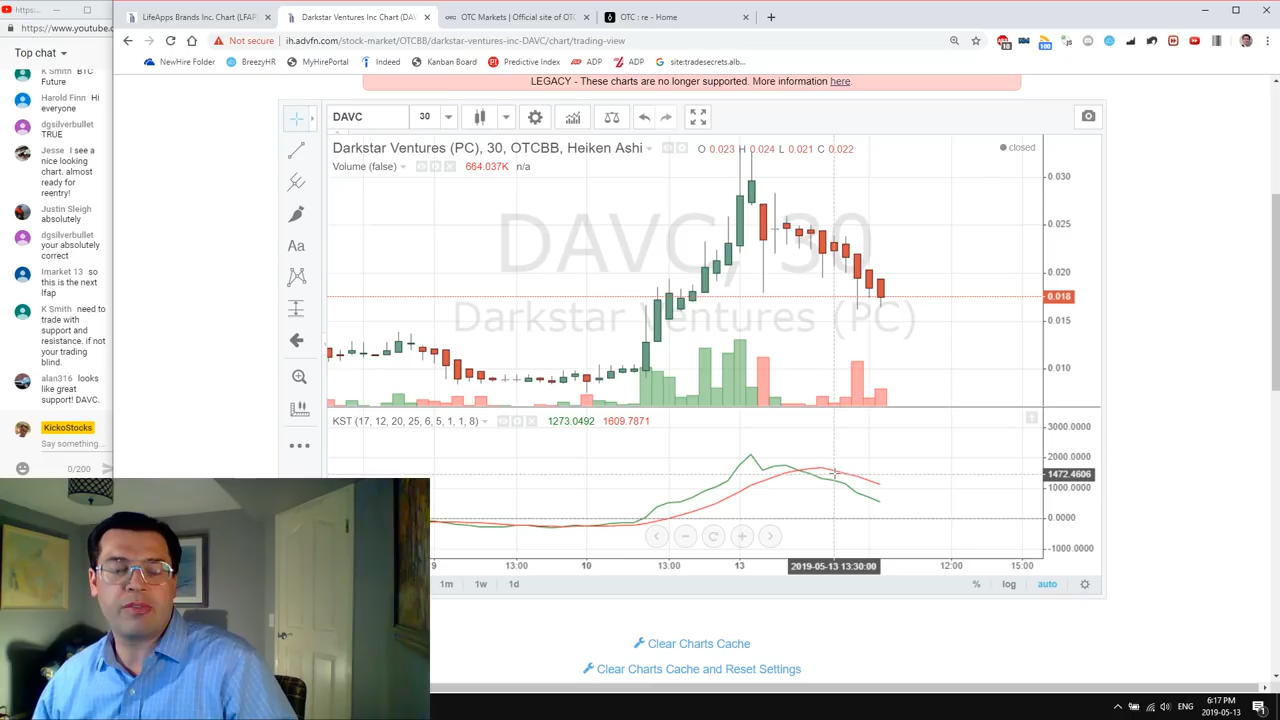 https:...
https://www.youtube.c
Top chat
K Smith BTC
Future
Harold Finn Hi
everyone
dgsilverbullet
TRUE
Jesse I see a
nice looking
chart. almost
ready for
reentry!
Justin Sleigh
absolutely
dgsilverbullet
your absolutely
correct
Imarket 13 so
this is the next
lfap
K Smith need to
trade with
support and
resistance. if not
your trading
blind.
alan316 looks
like great
support! DAVC.
KickoStocks
Say something...
0/200
LifeApps Brands Inc. Chart (LFAP
Darkstar Ventures Inc Chart (DAV
OTC Markets | Official site of OT
OTC : re - Home
Not secure
ih.advfn.com/stock-market/OTCBB/darkstar-ventures-inc-DAVC/chart/trading-view
NewHire Folder
BreezyHR
MyHirePortal
Indeed
Kanban Board
Predictive Index
ADP
ADP
site:tradesecrets.alb...
LEGACY - These charts are no longer supported. More information here.
DAVC
30
Darkstar Ventures (PC), 30, OTCBB, Heiken Ashi
O 0.023 H 0.024 L 0.021 C 0.022
closed
Volume (false)
664.037K n/a
DAVC, 30
Darkstar Ventures (PC)
0.030
0.025
0.020
0.018
0.015
0.010
Aa
KST (17, 12, 20, 25, 6, 5, 1, 1, 8)
1273.0492 1609.7871
3000.0000
2000.0000
1472.4606
1000.0000
0.0000
-1000.0000
9
13:00
10
13:00
13
2019-05-13 13:30:00
12:00
15:00
1m
1w
1d
%
log
auto
Clear Charts Cache
Clear Charts Cache and Reset Settings
ENG
6:17 PM
2019-05-13